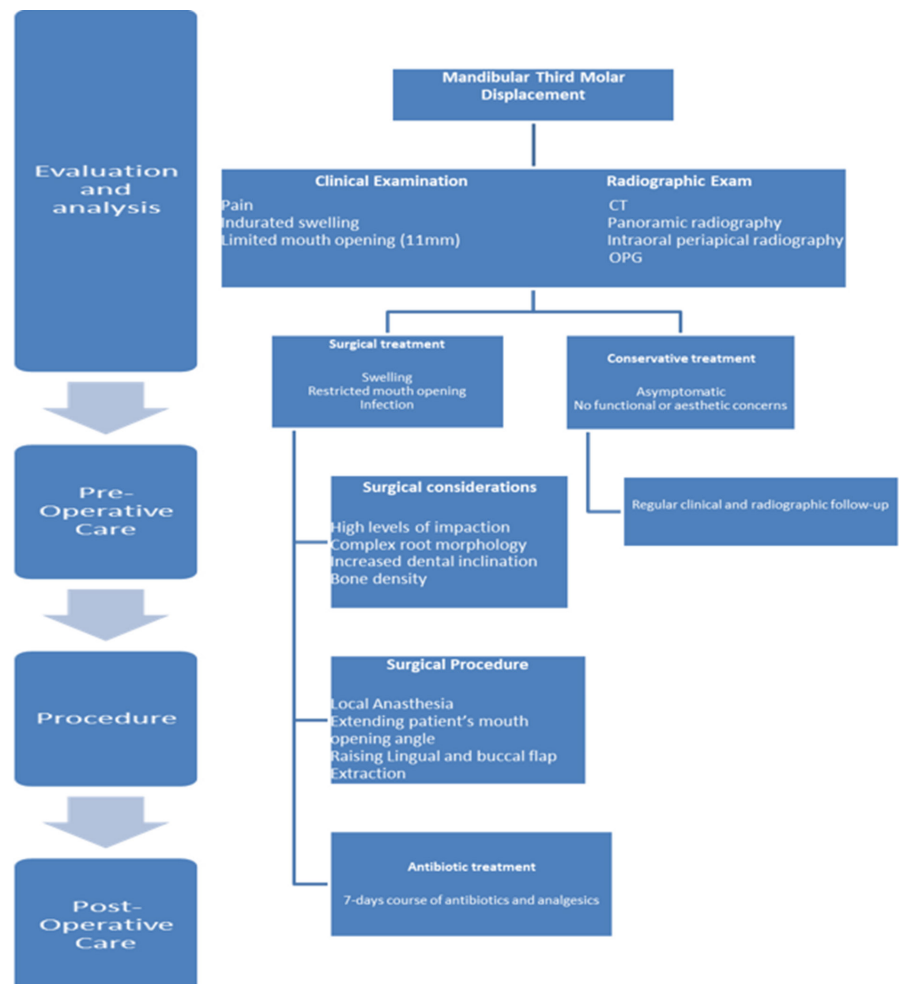 Evaluation
and
analysis
Mandibular Third Molar
Displacement
Clinical Examination
Pain
Indurated swelling
Limited mouth opening (11mm)
Radiographic Exam
CT
Panoramic radiography
Intraoral periapical radiography
OPG
Surgical treatment
Swelling
Restricted mouth opening
Infection
Conservative treatment
Asymptomatic
No functional or aesthetic concerns
Pre-
Operative
Care
Surgical considerations
High levels of impaction
Complex root morphology
Increased dental inclination
Bone density
Regular clinical and radiographic follow-up
Procedure
Surgical Procedure
Local Anasthesia
Extending patient's mouth
opening angle
Raising Lingual and buccal flap
Extraction
Post-
Operative
Care
Antibiotic treatment
7-days course of antibiotics and analgesics